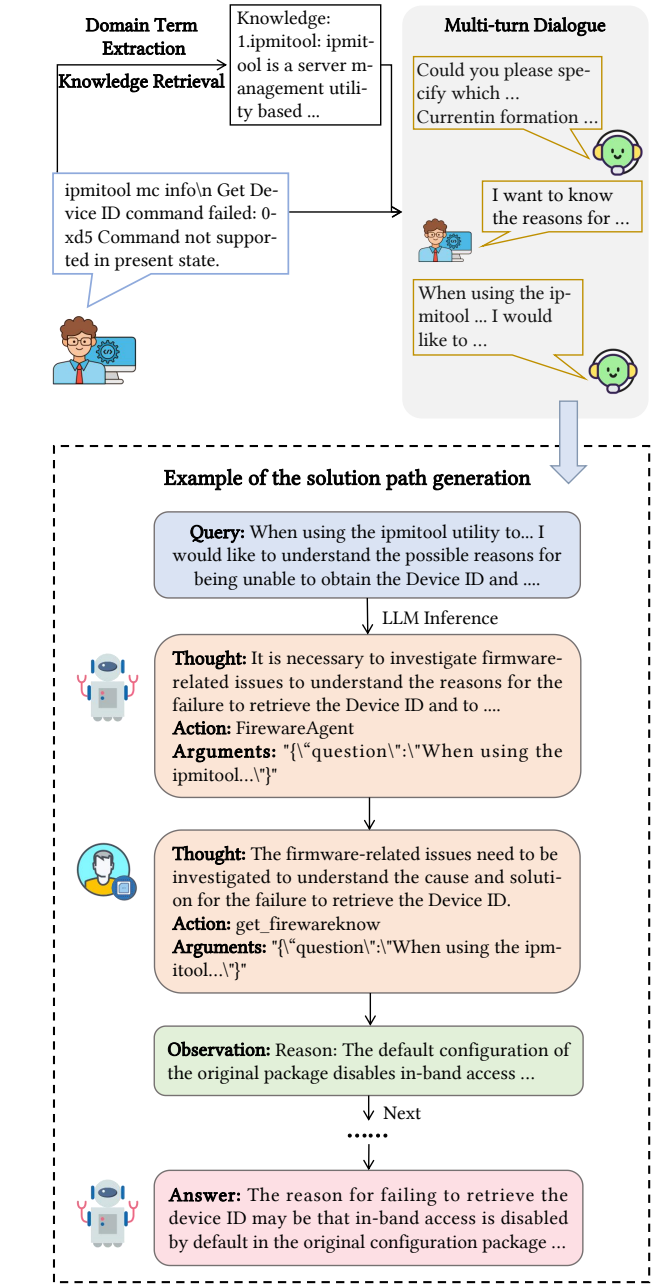 Domain Term
Extraction
Knowledge Retrieval
Knowledge:
1.ipmitool: ipmit-
ool is a server m-
anagement utili-
ty based ...
ipmitool mc info\n Get De-
vice ID command failed: 0-
xd5 Command not suppor-
ted in present state.
Multi-turn Dialogue
Could you please spe-
cify which ...
Currentin formation ...
I want to know
the reasons for ...
When using the ip-
mitool ... I would
like to ...
Example of the solution path generation
Query: When using the ipmitool utility to... I
would like to understand the possible reasons for
being unable to obtain the Device ID and ....
LLM Inference
Thought: It is necessary to investigate firmware-
related issues to understand the reasons for the
failure to retrieve the Device ID and to ....
Action: FirewareAgent
Arguments: "{\“question\":\"When using the
ipmitool...\"}"
Thought: The firmware-related issues need to be
investigated to understand the cause and soluti-
on for the failure to retrieve the Device ID.
Action: get_firewareknow
Arguments: "{\“question\":\"When using the ipm-
itool...\"}"
Observation: Reason: The default configuration of
the original package disables in-band access ...
Next
......
Answer: The reason for failing to retrieve the
device ID may be that in-band access is disabled
by default in the original configuration package ...